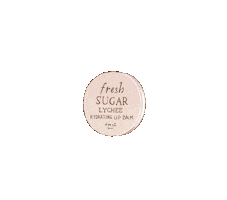 fresh
SUGAR
LYCHEE
HYDRATING LIP BALM